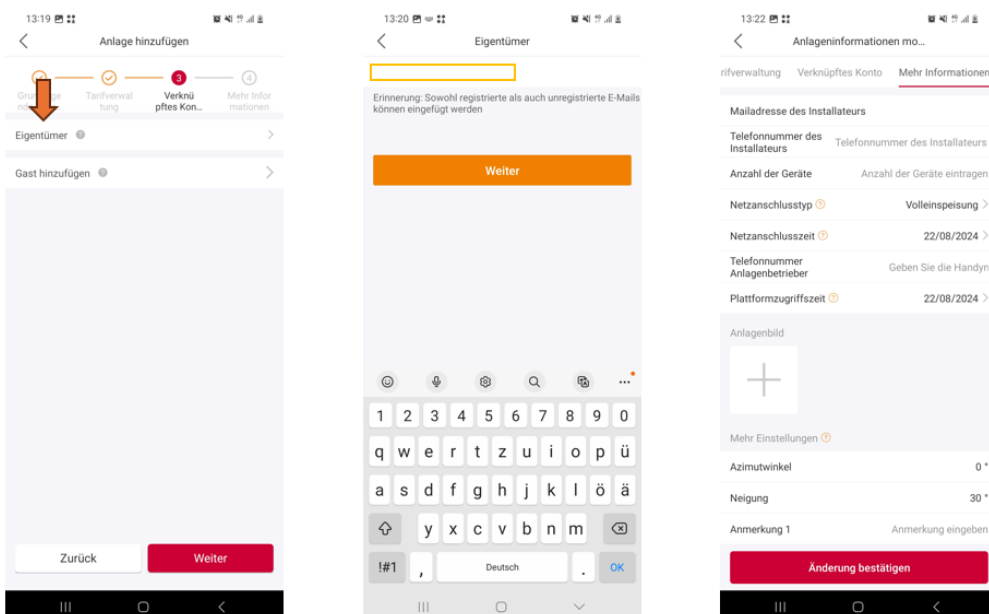 13:19
Anlage hinzufügen
3
4
Tarifverwal
tung
Verknü
pftes Kon...
Mehr Infor
mationen
Eigentümer
Gast hinzufügen
Zurück
Weiter
13:20
Eigentümer
Erinnerung: Sowohl registrierte als auch unregistrierte E-Mails
können eingefügt werden
Weiter
1 2 3 4 5 6 7 8 9 0
q w e r t z u i o p ü
a s d f g h j k l ö ä
y x c v b n m
!#1 , Deutsch . OK
13:22
Anlageninformationen mo...
rifverwaltung Verknüpftes Konto Mehr Informationen
Mailadresse des Installateurs
Telefonnummer des
Installateurs
Telefonnummer des Installateurs
Anzahl der Geräte Anzahl der Geräte eintragen
Netzanschlusstyp ? Volleinspeisung
Netzanschlusszeit ? 22/08/2024
Telefonnummer
Anlagenbetrieber
Geben Sie die Handyn
Plattformzugriffszeit ? 22/08/2024
Anlagenbild
Mehr Einstellungen ?
Azimutwinkel 0 °
Neigung 30 °
Anmerkung 1 Anmerkung eingeben
Änderung bestätigen